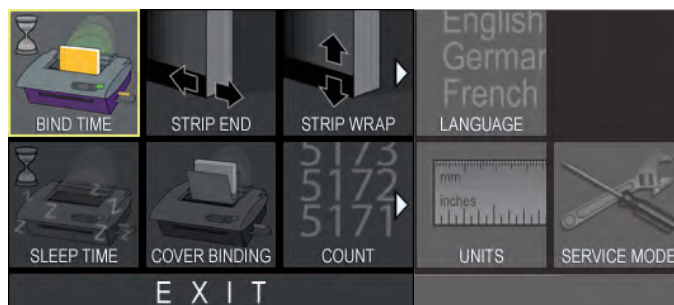 English
German
French
BIND TIME
STRIP END
STRIP WRAP
LANGUAGE
5173
5172
5171
mm
inches
Z Z Z Z Z
SLEEP TIME
COVER BINDING
COUNT
UNITS
SERVICE MODE
EXIT